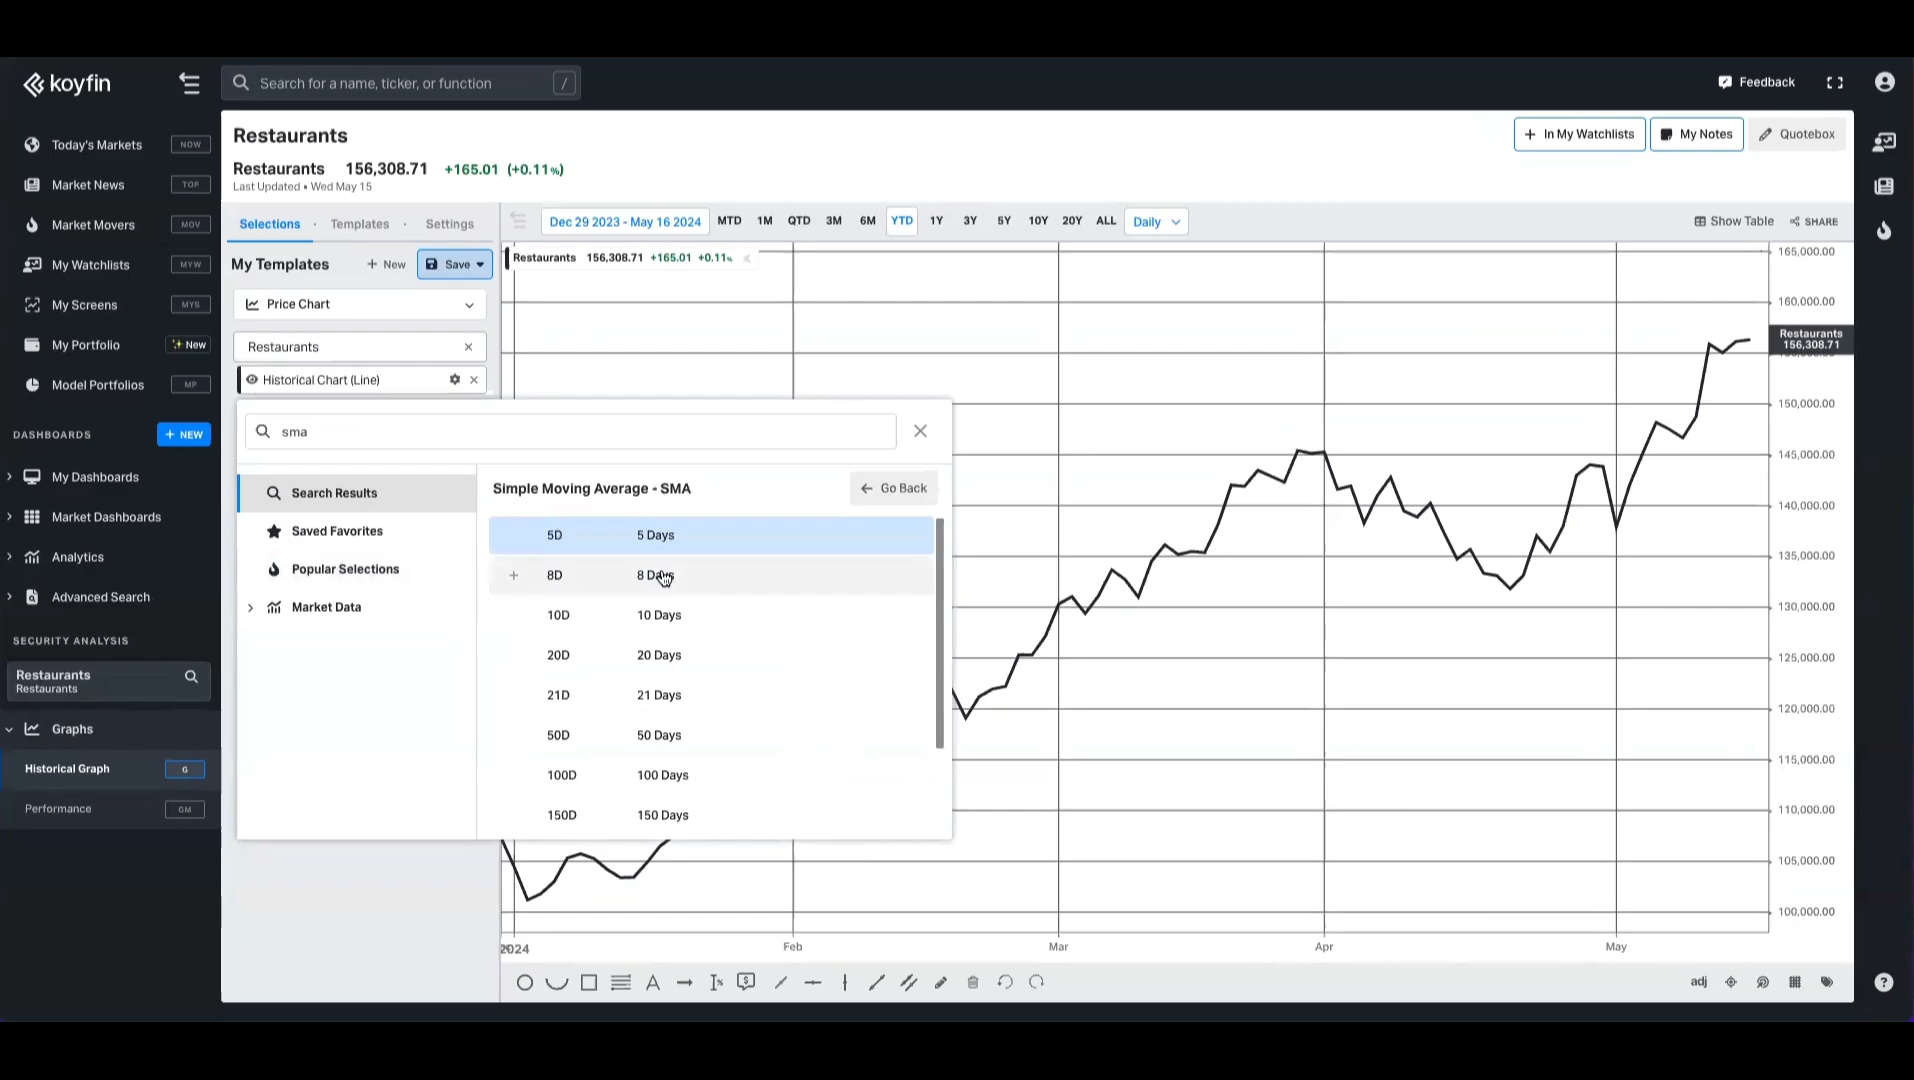 koyfin
Search for a name, ticker, or function /
Feedback
Today's Markets NOW
Market News TOP
Market Movers MOV
My Watchlists MYW
My Screens MYS
My Portfolio New
Model Portfolios MP
DASHBOARDS + NEW
My Dashboards
Market Dashboards
Analytics
Advanced Search
SECURITY ANALYSIS
Restaurants
Restaurants
Graphs
Historical Graph G
Performance GM
Restaurants
Restaurants 156,308.71 +165.01 (+0.11%)
Last Updated • Wed May 15
+ In My Watchlists My Notes Quotebox
Selections · Templates · Settings
My Templates + New Save
Price Chart
Restaurants
Historical Chart (Line)
Dec 29 2023 - May 16 2024 MTD 1M QTD 3M 6M YTD 1Y 3Y 5Y 10Y 20Y ALL Daily
Show Table SHARE
Restaurants 156,308.71 +165.01 +0.11%
sma
Search Results
Saved Favorites
Popular Selections
Market Data
Simple Moving Average - SMA
Go Back
5D 5 Days
8D 8 Days
10D 10 Days
20D 20 Days
21D 21 Days
50D 50 Days
100D 100 Days
150D 150 Days
165,000.00
160,000.00
Restaurants
156,308.71
150,000.00
145,000.00
140,000.00
135,000.00
130,000.00
125,000.00
120,000.00
115,000.00
110,000.00
105,000.00
100,000.00
2024 Feb Mar Apr May
adj